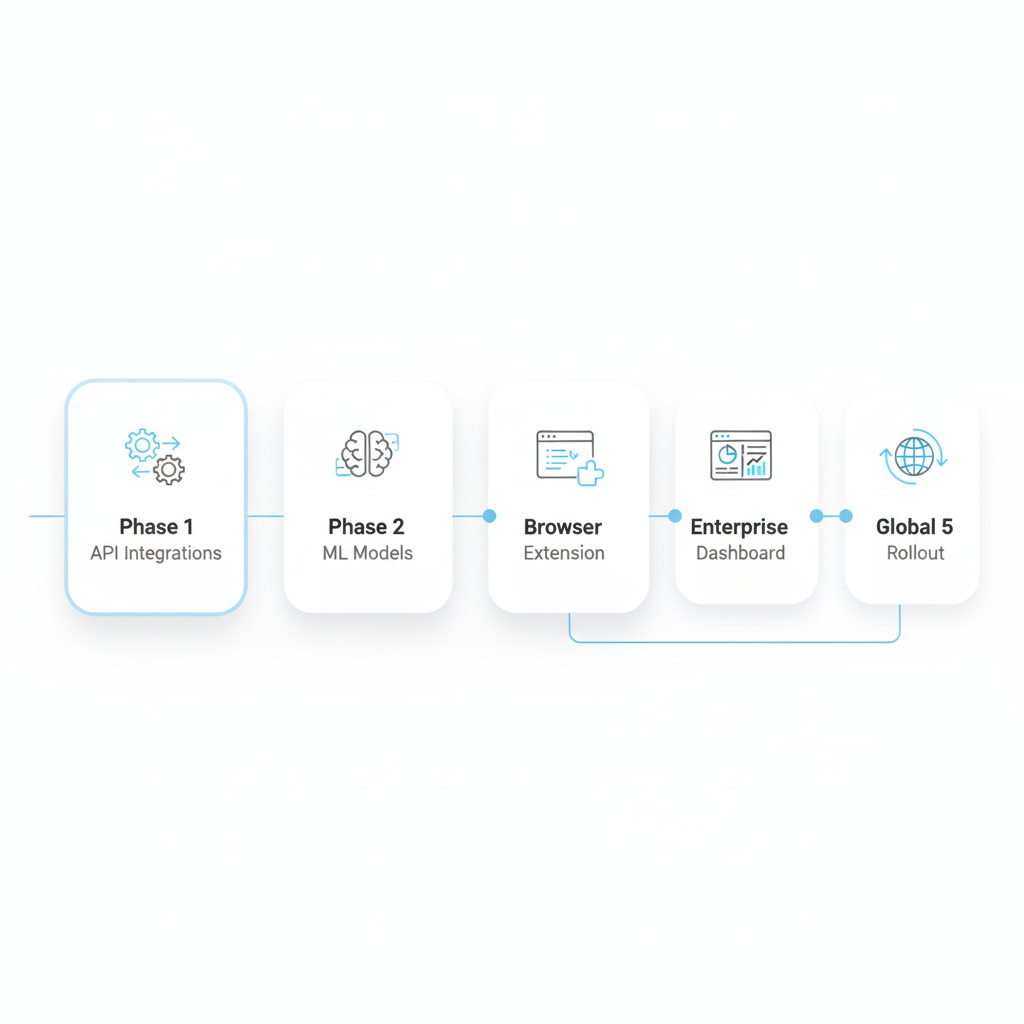 Phase 1
API Integrations
Phase 2
ML Models
Browser
Extension
Enterprise
Dashboard
Global 5
Rollout